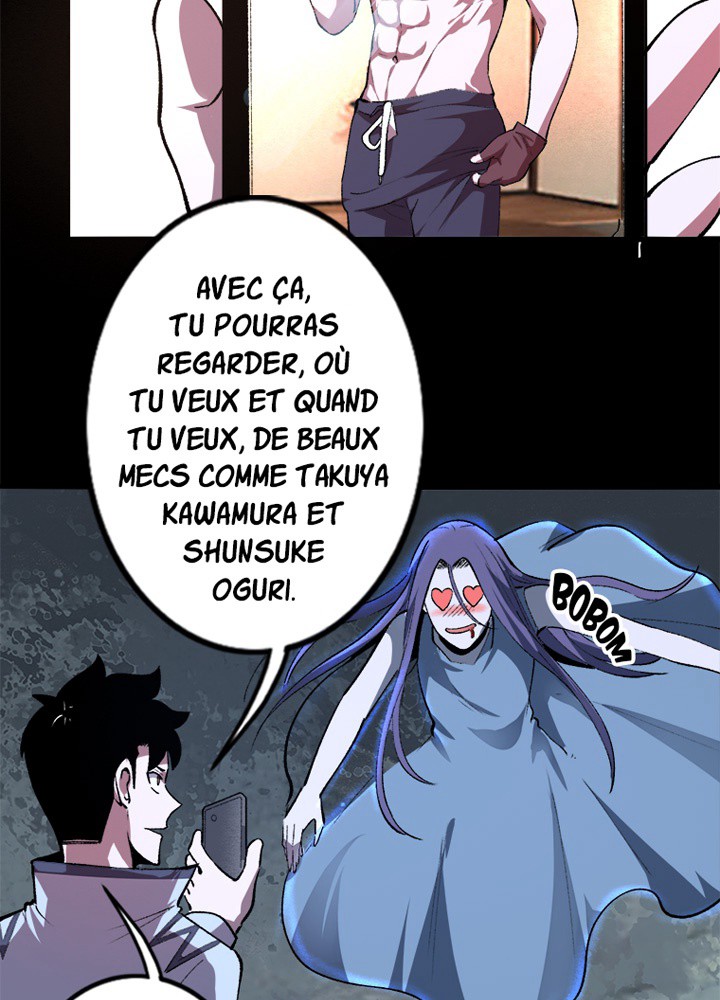 AVEC ÇA,
TU POURRAS
REGARDER, OÙ
TU VEUX ET QUAND
TU VEUX, DE BEAUX
MECS COMME TAKUYA
KAWAMURA ET
SHUNSUKE
OGURI.
BOBOM